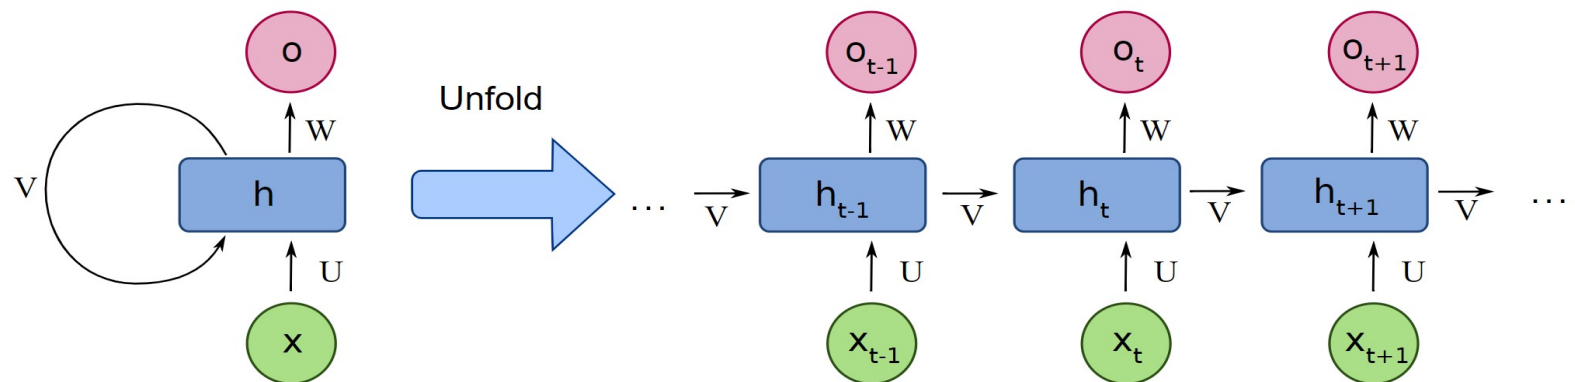 o
W
V
h
U
x
Unfold
...
V
o_{t-1}
W
h_{t-1}
U
x_{t-1}
V
o_t
W
h_t
U
x_t
V
o_{t+1}
W
h_{t+1}
U
x_{t+1}
V
...